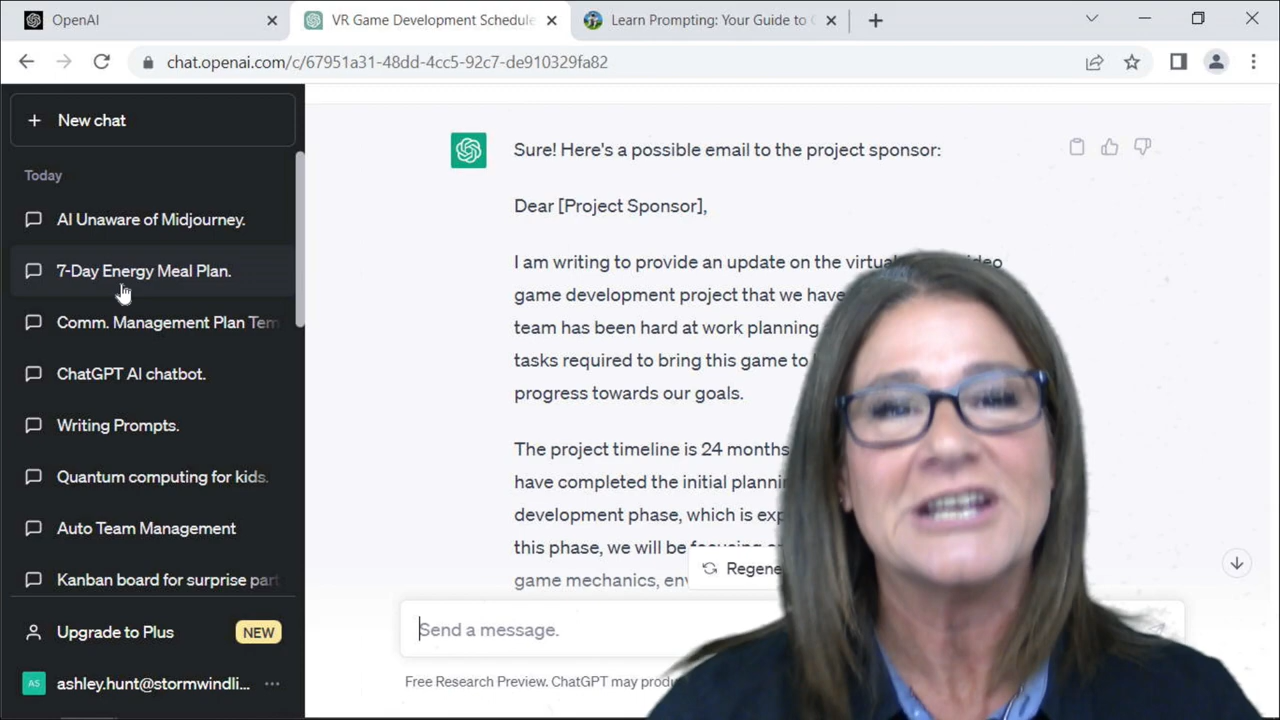 OpenAI
VR Game Development Schedule
Learn Prompting: Your Guide to
chat.openai.com/c/67951a31-48dd-4cc5-92c7-de910329fa82
New chat
Today
AI Unaware of Midjourney.
7-Day Energy Meal Plan.
Comm. Management Plan Tem
ChatGPT AI chatbot.
Writing Prompts.
Quantum computing for kids.
Auto Team Management
Kanban board for surprise part
Upgrade to Plus
NEW
AS
ashley.hunt@stormwindli...
Sure! Here's a possible email to the project sponsor:
Dear [Project Sponsor],
I am writing to provide an update on the
game development project that we have
team has been hard at work planning
tasks required to bring this game to
progress towards our goals.
The project timeline is 24 months
have completed the initial
development phase, which is
this phase, we will be
game mechanics,
Regene
Send a message.
Free Research Preview. ChatGPT may